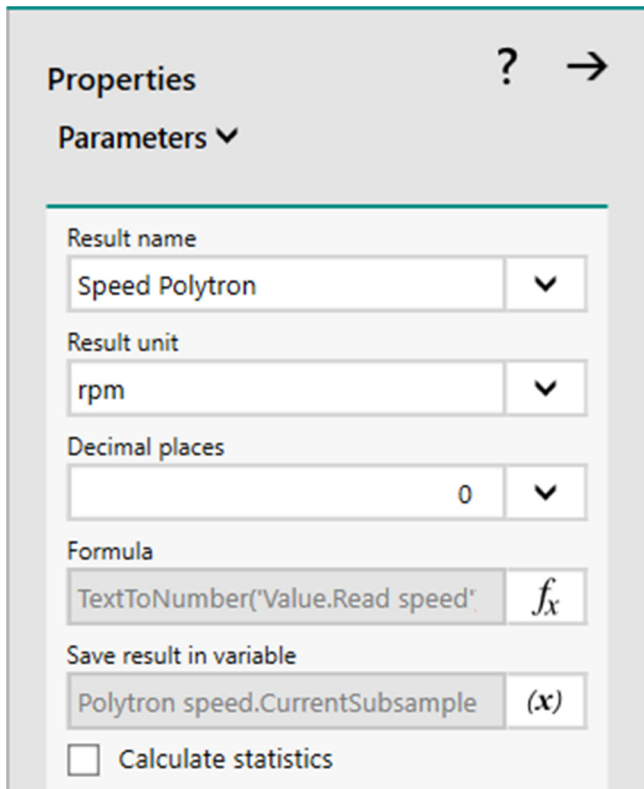 Properties
?
Parameters
Result name
Speed Polytron
Result unit
rpm
Decimal places
0
Formula
TextToNumber('Value.Read speed'
fx
Save result in variable
Polytron speed.CurrentSubsample
(x)
Calculate statistics